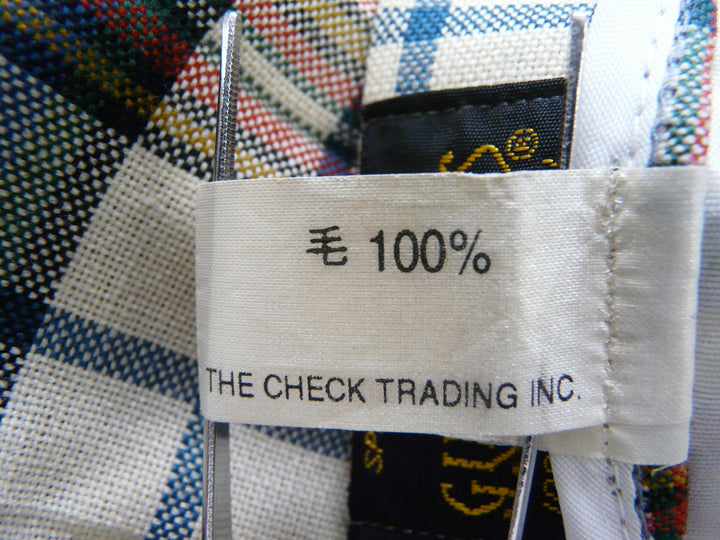 毛 100%
THE CHECK TRADING INC.